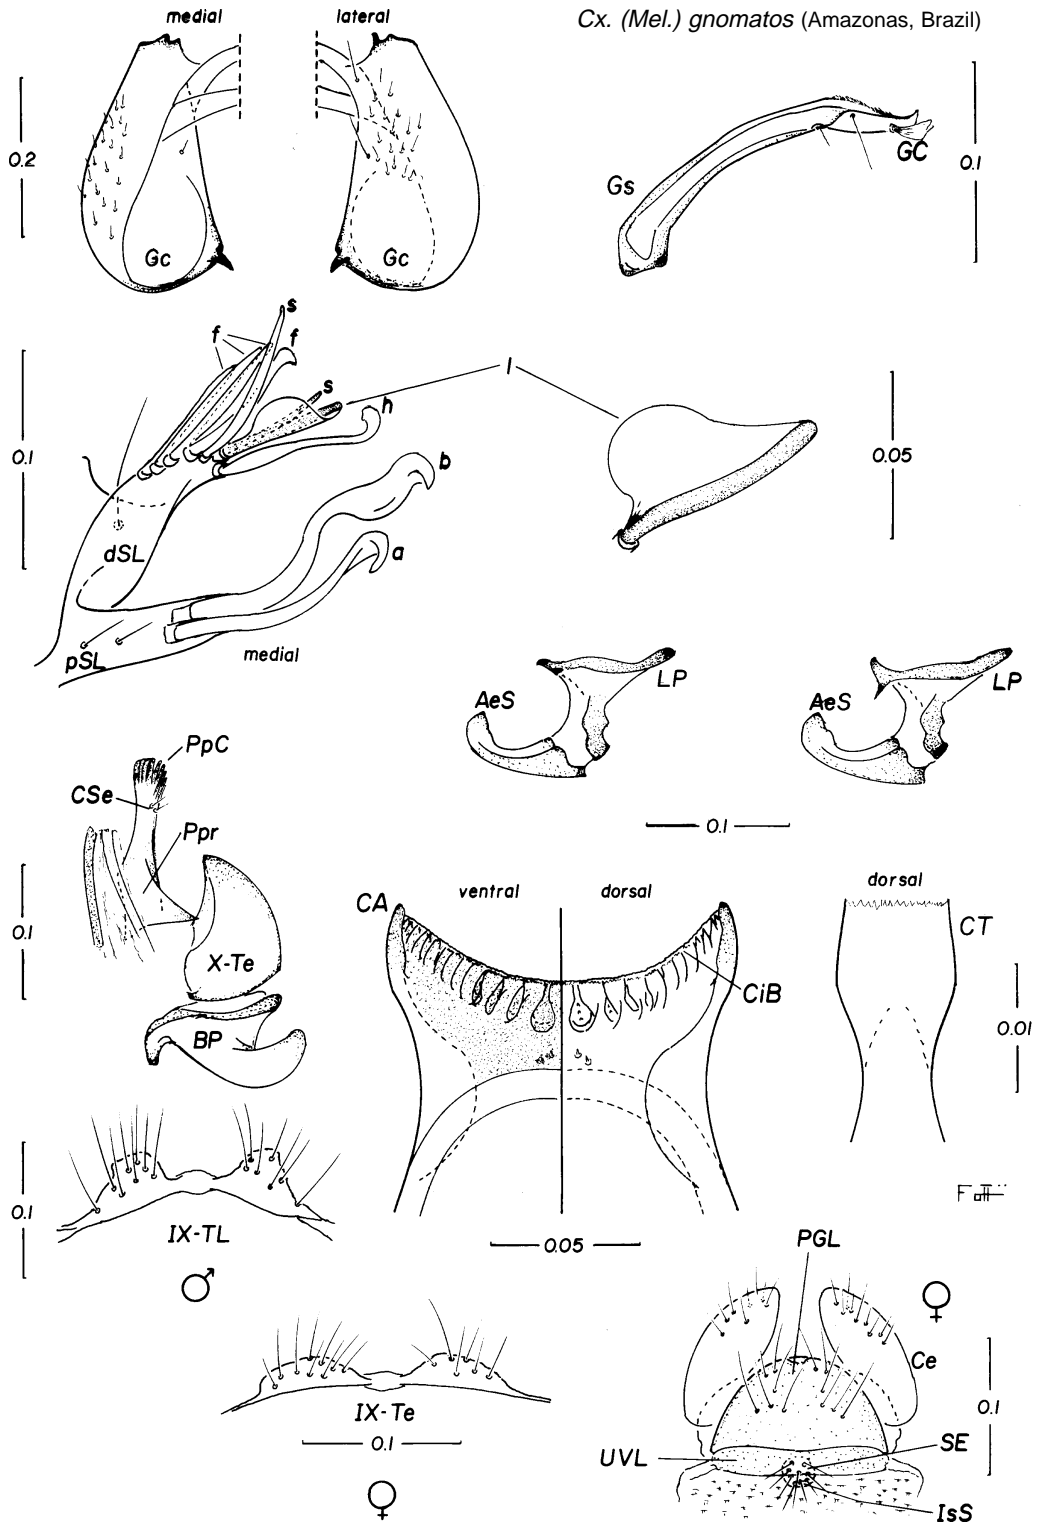 medial
lateral
Cx. (Mel.) gnomatos (Amazonas, Brazil)
0.2
Gc
Gc
Gs
GC
0.1
f
s
f
s
l
h
b
a
0.1
dSL
pSL
medial
0.05
AeS
LP
AeS
LP
0.1
PpC
CSe
Ppr
0.1
X-Te
BP
ventral
dorsal
CA
CiB
0.05
dorsal
CT
0.01
0.1
IX-TL
♂
IX-Te
0.1
♀
PGL
♀
Ce
0.1
UVL
SE
IsS